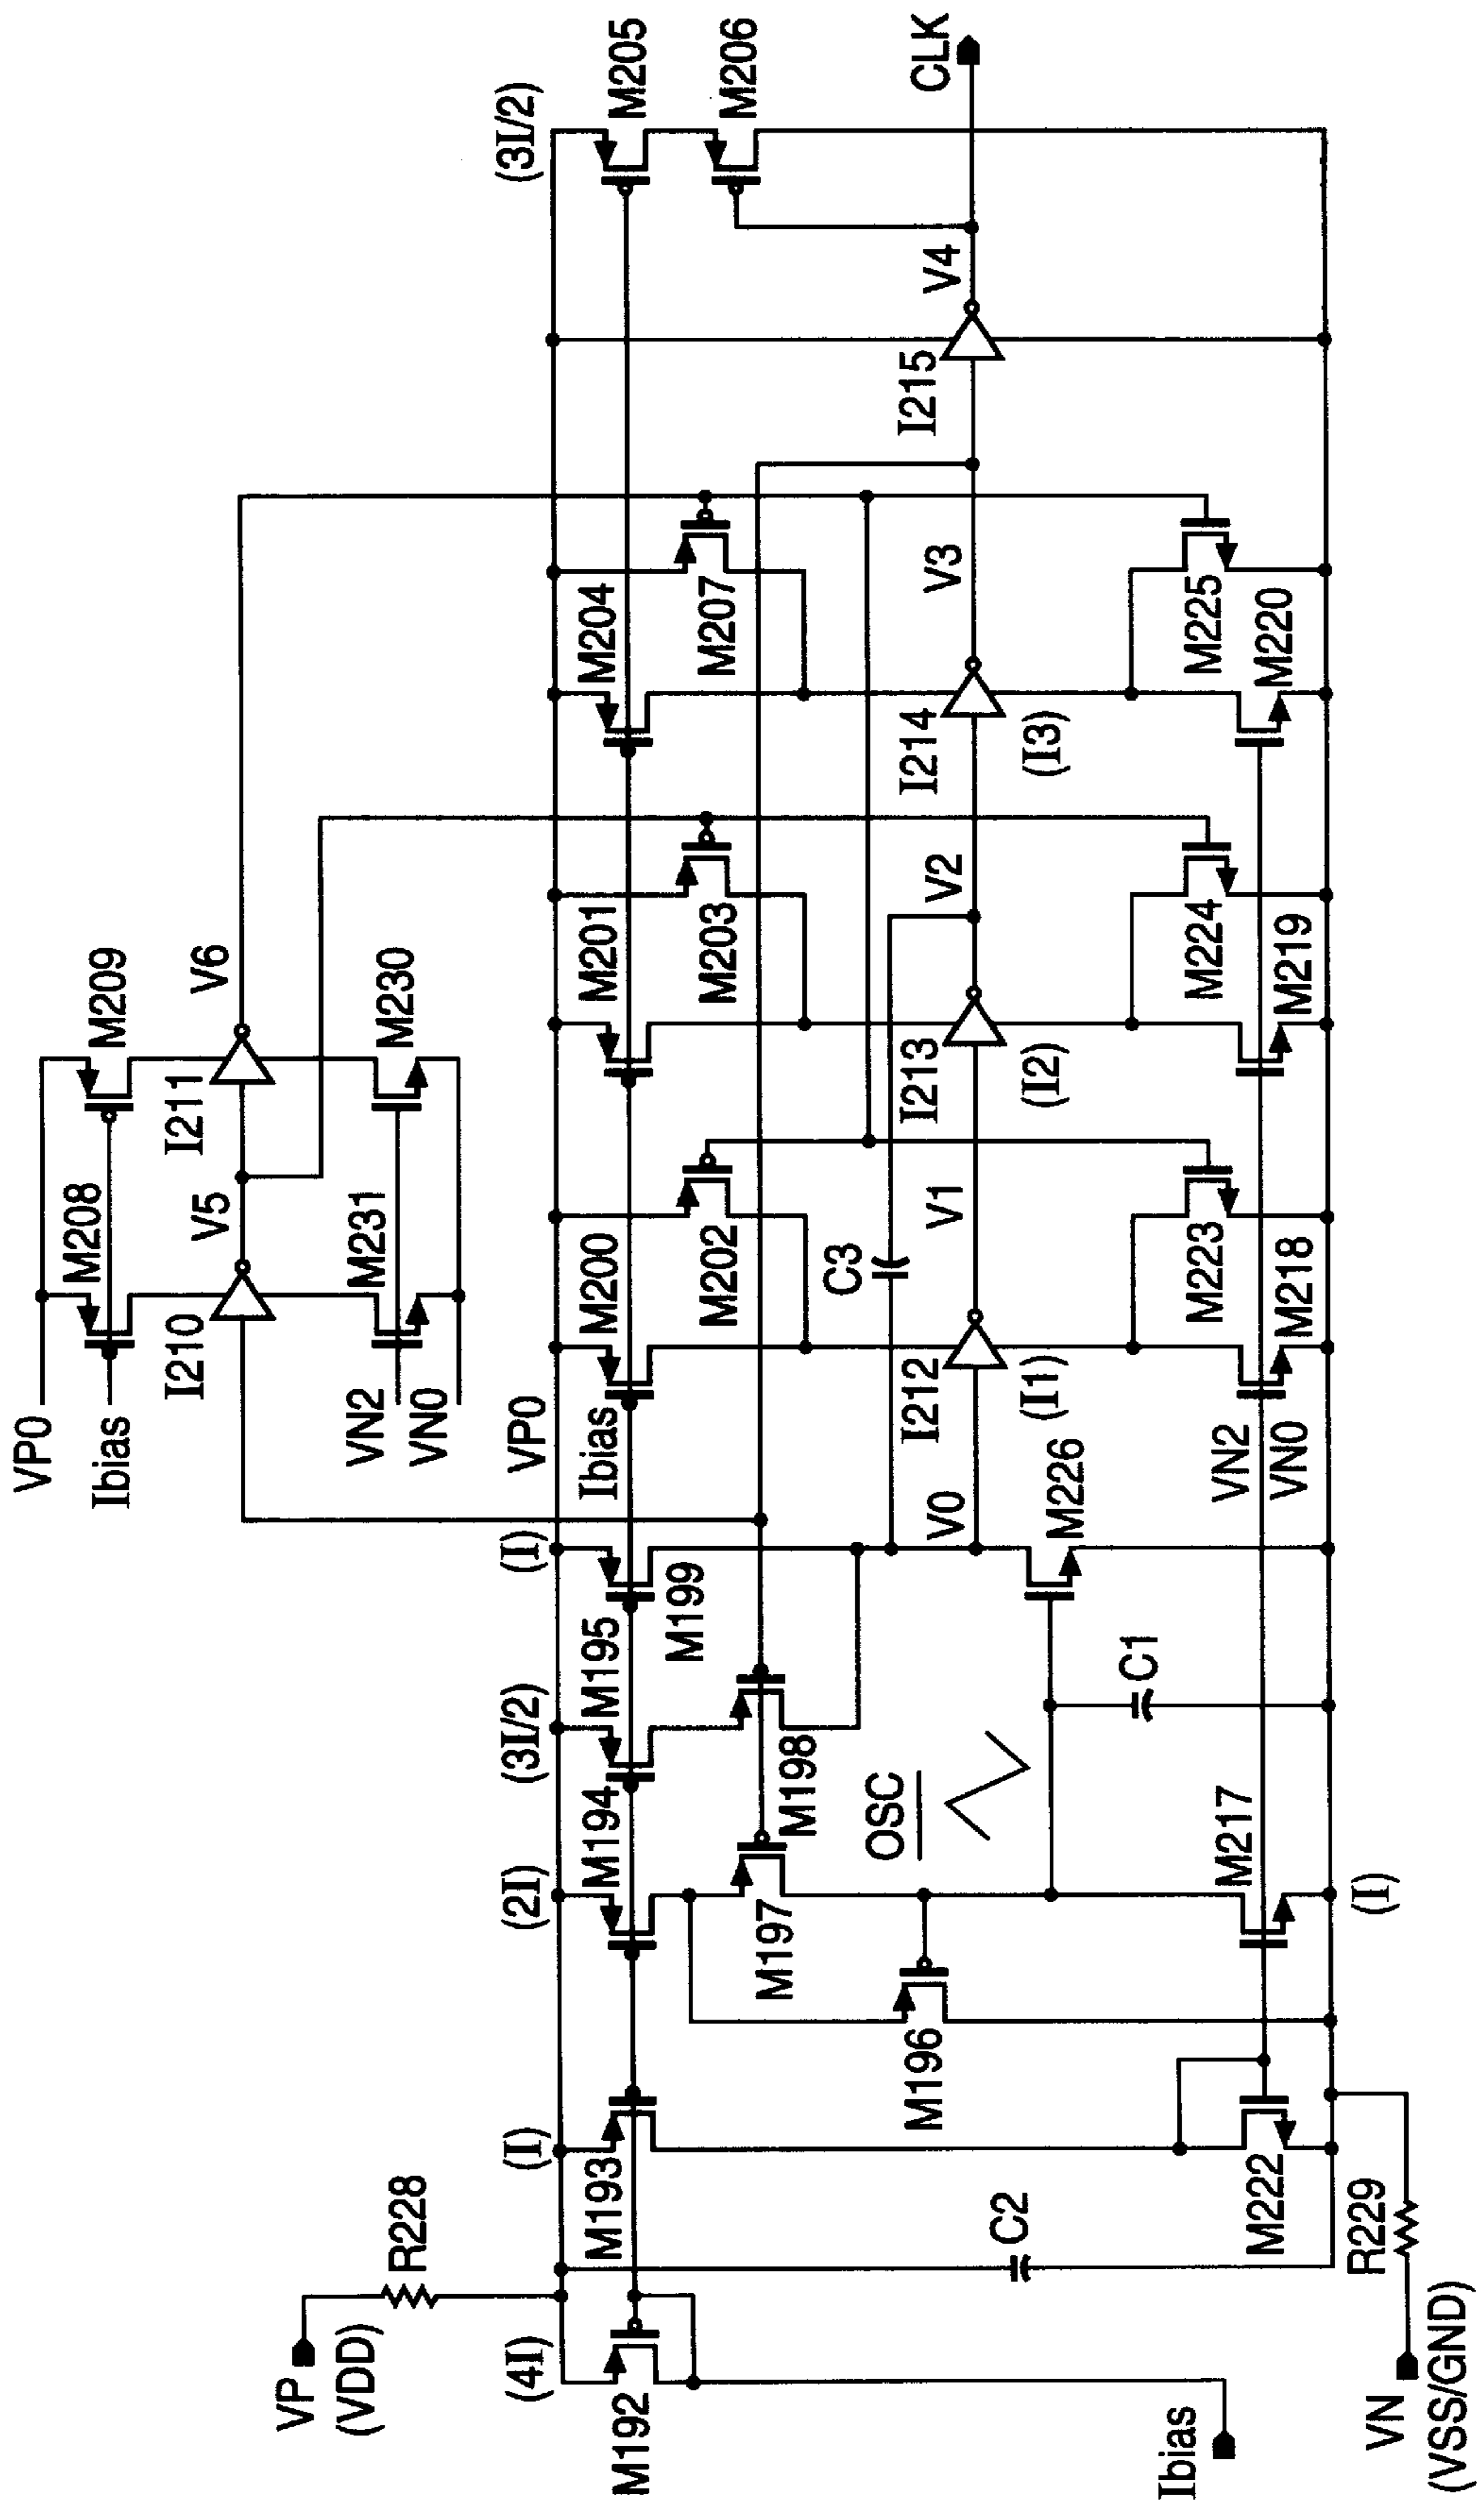 VP0
Ibias
M208
M209
I210
V5
I211
V6
VN2
M231
M230
VN0
VP
(VDD)
R228
(4I)
(I)
(2I)
(3I/2)
(I)
VP0
(3I/2)
M192
M193
M194
M195
Ibias
M200
M201
M204
M205
M199
M197
M198
M202
M203
M207
M206
C3
OSC
M196
V0
I212
V1
I213
V2
I214
V3
I215
V4
CLK
C2
M226
(I1)
(I2)
(I3)
C1
Ibias
M222
M217
VN2
M223
M224
M225
VN0
M218
M219
M220
R229
(I)
VN
(VSS/GND)